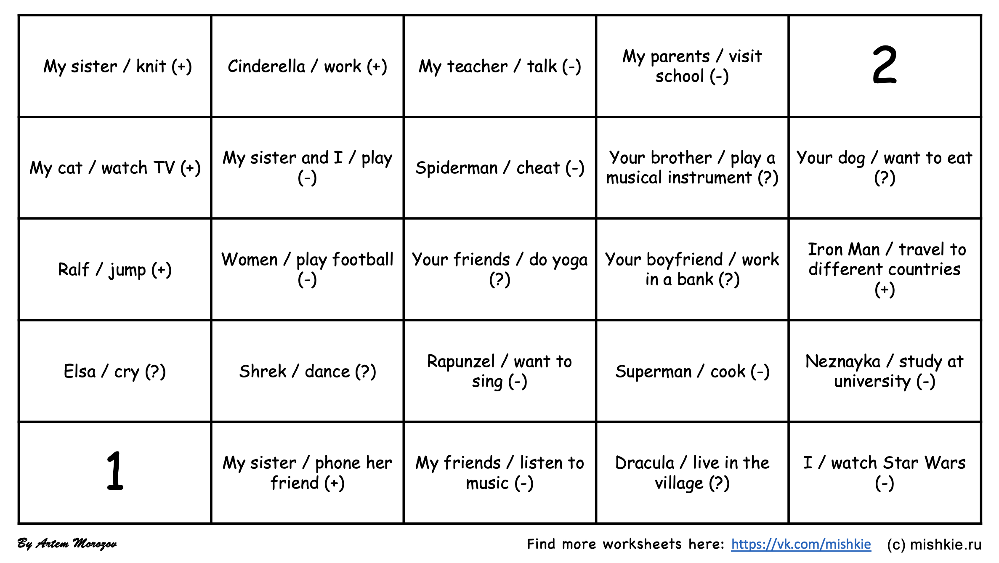 My sister / knit (+)
Cinderella / work (+)
My teacher / talk (-)
My parents / visit
school (-)
2
My cat / watch TV (+)
My sister and I / play
(-)
Spiderman / cheat (-)
Your brother / play a
musical instrument (?)
Your dog / want to eat
(?)
Ralf / jump (+)
Women / play football
(-)
Your friends / do yoga
(?)
Your boyfriend / work
in a bank (?)
Iron Man / travel to
different countries
(+)
Elsa / cry (?)
Shrek / dance (?)
Rapunzel / want to
sing (-)
Superman / cook (-)
Neznayka / study at
university (-)
1
My sister / phone her
friend (+)
My friends / listen to
music (-)
Dracula / live in the
village (?)
I / watch Star Wars
(-)
By Artem Morozov
Find more worksheets here: https://vk.com/mishkie (c) mishkie.ru